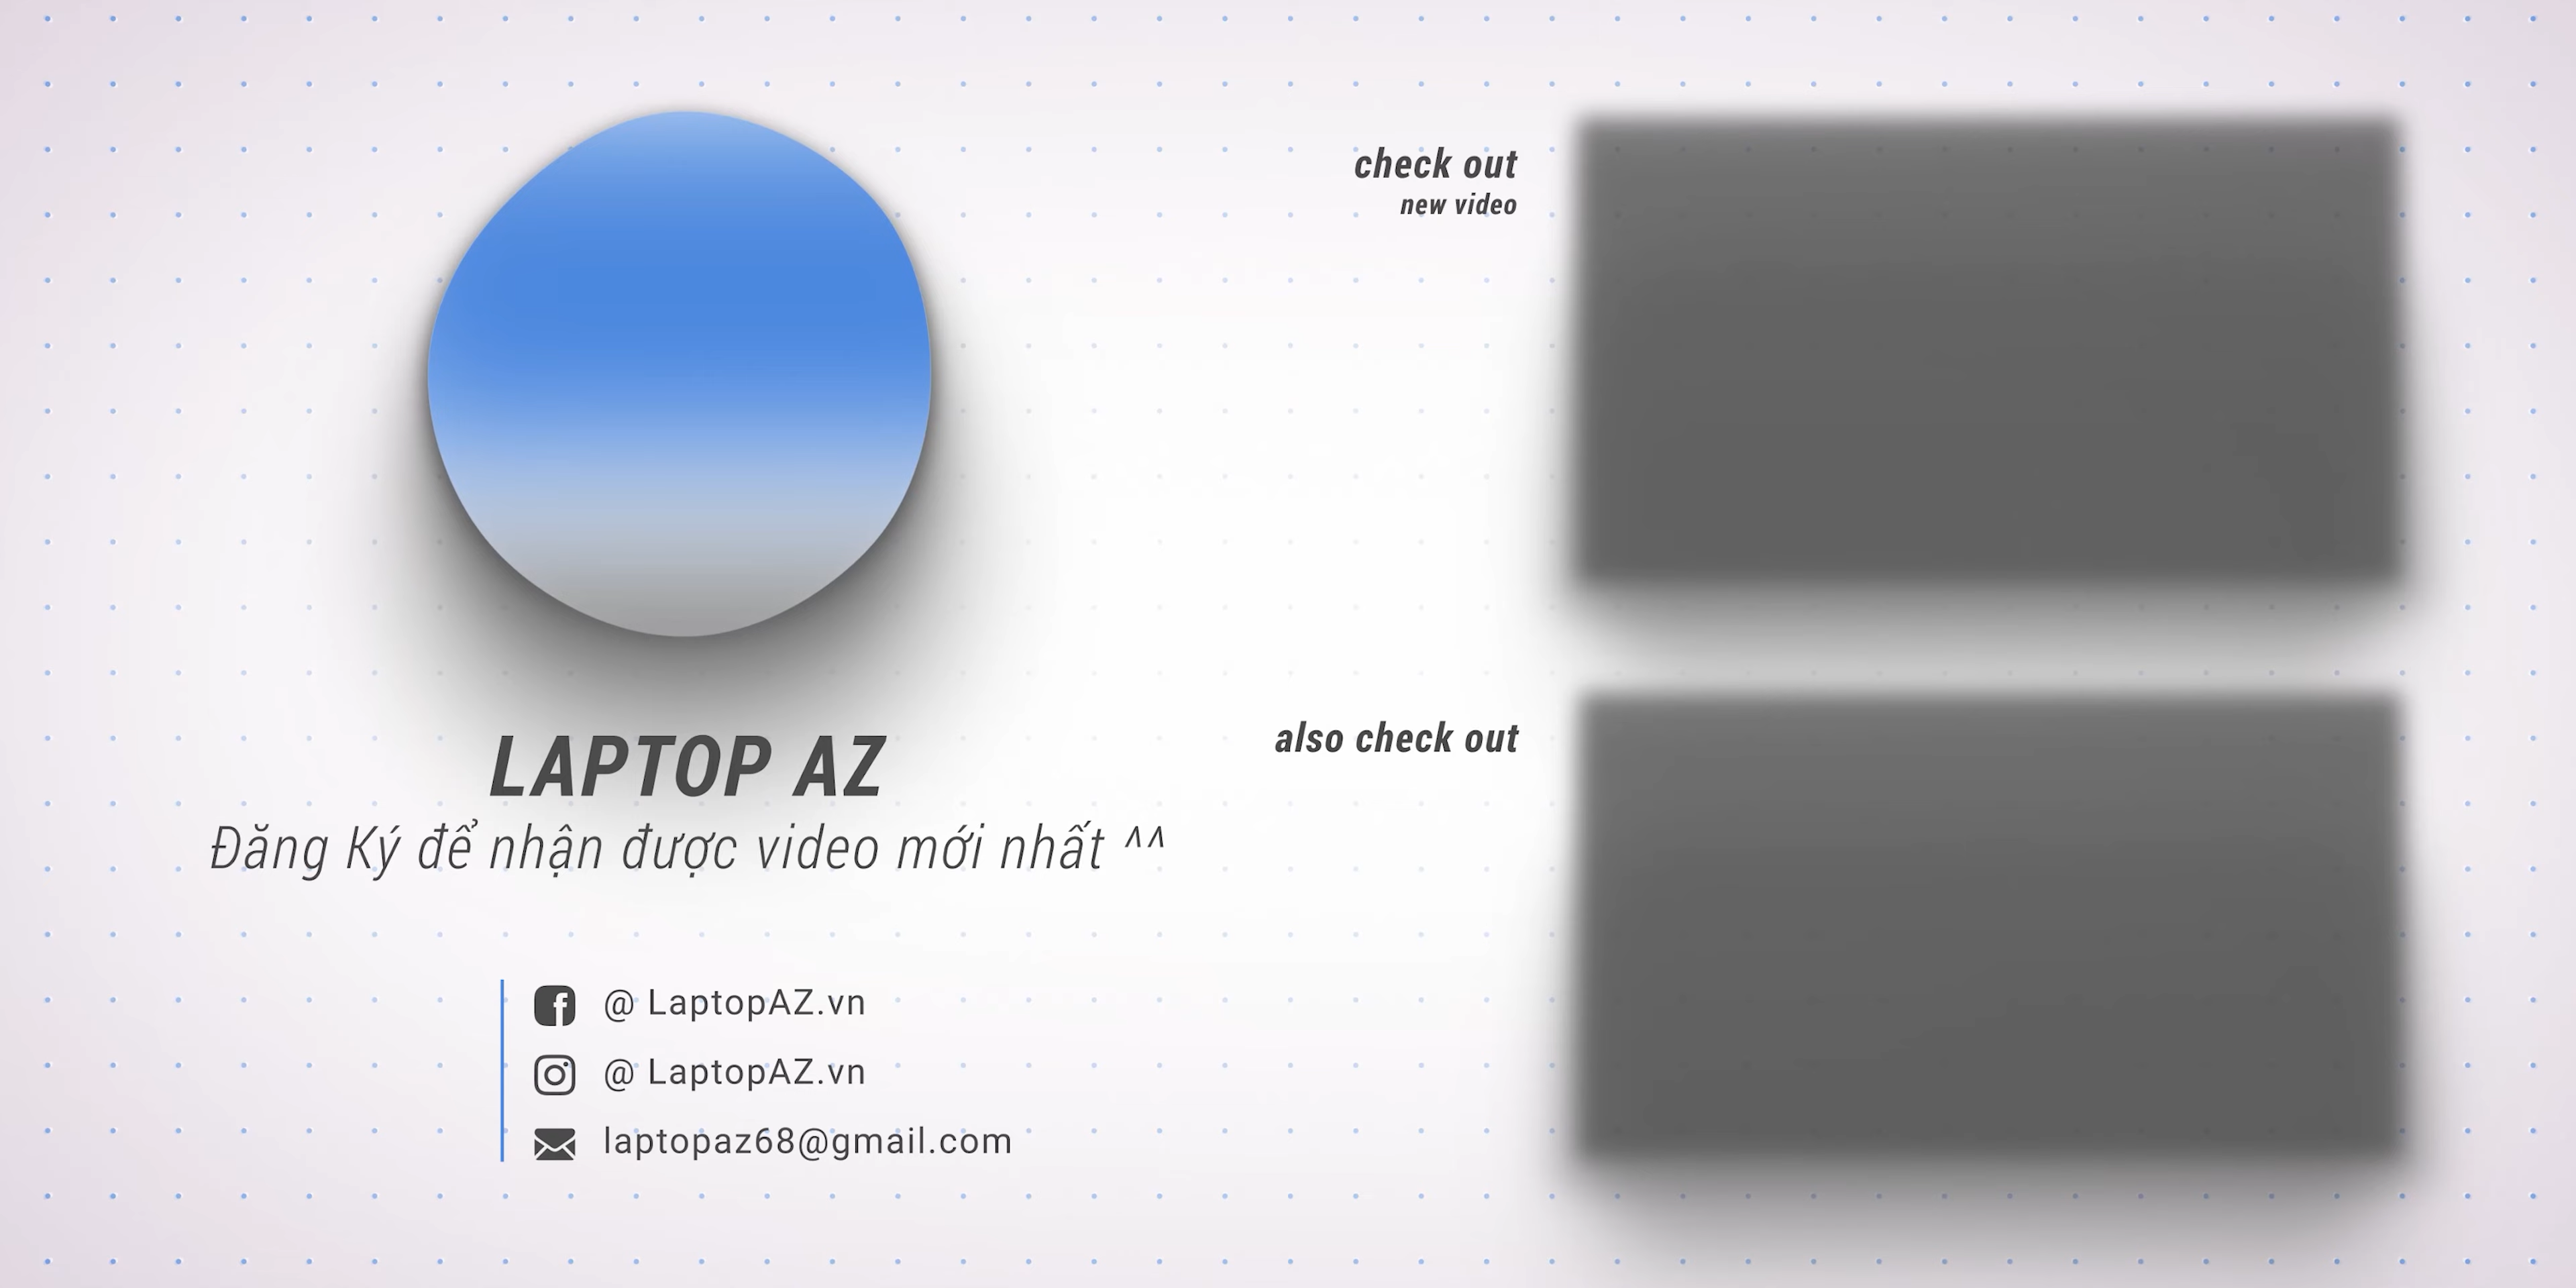 check out
new video
LAPTOP AZ
Đăng Ký để nhận được video mới nhất ^^
also check out
@ LaptopAZ.vn
@ LaptopAZ.vn
laptopaz68@gmail.com